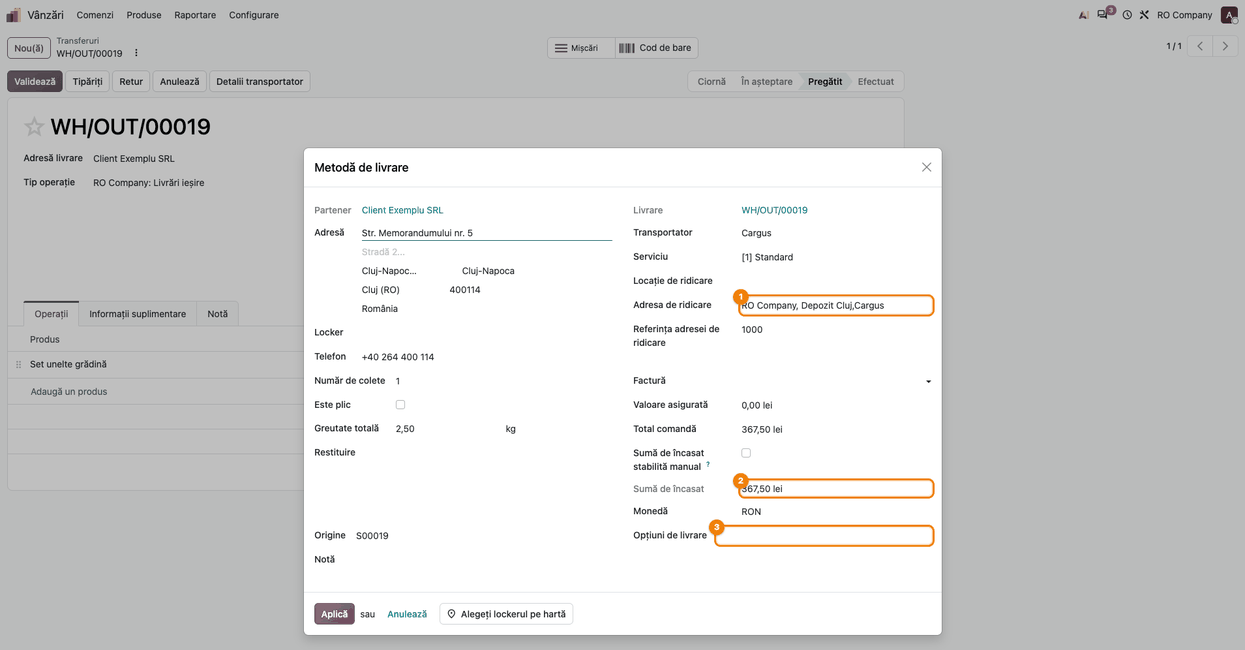 Vânzări Comenzi Produse Raportare Configurare
3 RO Company A
Nou(ă) Transferuri
WH/OUT/00019
Mișcări Cod de bare
1 / 1
Validează Tipăriți Retur Anulează Detalii transportator
Ciornă În așteptare Pregătit Efectuat
WH/OUT/00019
Adresă livrare Client Exemplu SRL
Tip operație RO Company: Livrări ieșire
Operații Informații suplimentare Notă
Produs
Set unelte grădină
Adaugă un produs
Metodă de livrare
Partener Client Exemplu SRL
Adresă Str. Memorandumului nr. 5
Stradă 2...
Cluj-Napoc... Cluj-Napoca
Cluj (RO) 400114
România
Locker
Telefon +40 264 400 114
Număr de colete 1
Este plic
Greutate totală 2,50 kg
Restituire
Origine S00019
Notă
Livrare WH/OUT/00019
Transportator Cargus
Serviciu [1] Standard
Locație de ridicare
1
Adresa de ridicare RO Company, Depozit Cluj,Cargus
Referința adresei de
ridicare 1000
Factură
Valoare asigurată 0,00 lei
Total comandă 367,50 lei
Sumă de încasat
stabilită manual ?
2
Sumă de încasat 367,50 lei
Monedă RON
3
Opțiuni de livrare
Aplică sau Anulează Alegeți lockerul pe hartă